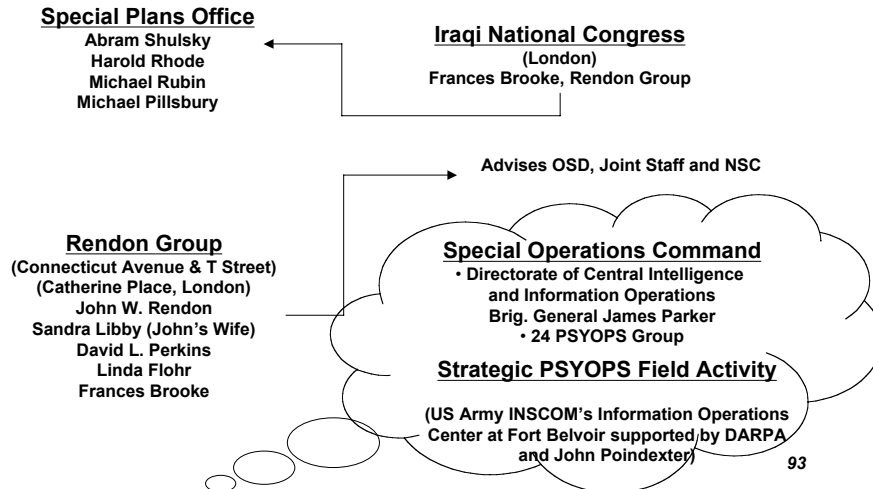 Special Plans Office
Abram Shulsky
Harold Rhode
Michael Rubin
Michael Pillsbury
Iraqi National Congress
(London)
Frances Brooke, Rendon Group
Advises OSD, Joint Staff and NSC
Rendon Group
(Connecticut Avenue & T Street)
(Catherine Place, London)
John W. Rendon
Sandra Libby (John’s Wife)
David L. Perkins
Linda Flohr
Frances Brooke
Special Operations Command
• Directorate of Central Intelligence
and Information Operations
Brig. General James Parker
• 24 PSYOPS Group
Strategic PSYOPS Field Activity
(US Army INSCOM’s Information Operations
Center at Fort Belvoir supported by DARPA
and John Poindexter)
93